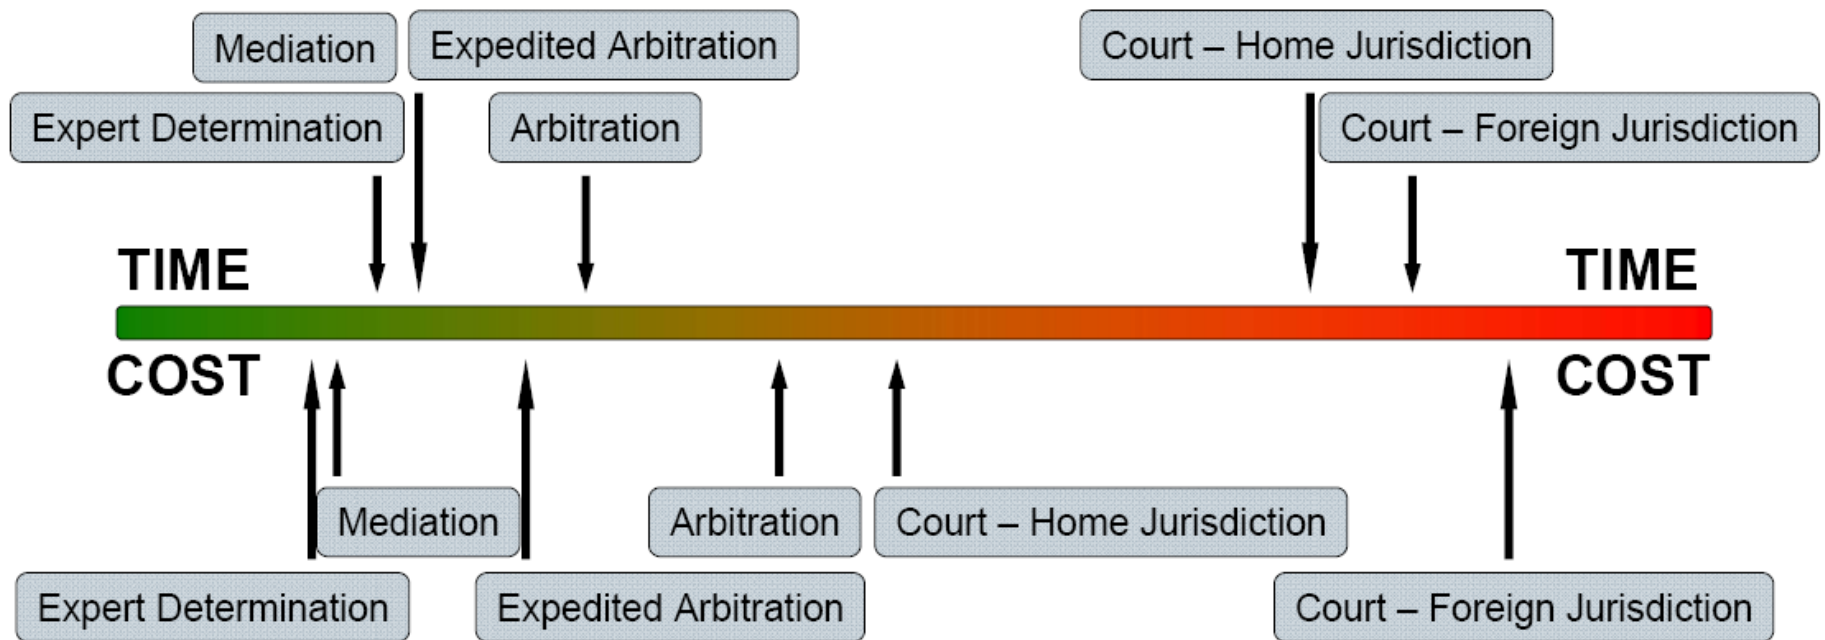 Mediation
Expedited Arbitration
Court – Home Jurisdiction
Expert Determination
Arbitration
Court – Foreign Jurisdiction
TIME
TIME
COST
COST
Mediation
Arbitration
Court – Home Jurisdiction
Expert Determination
Expedited Arbitration
Court – Foreign Jurisdiction